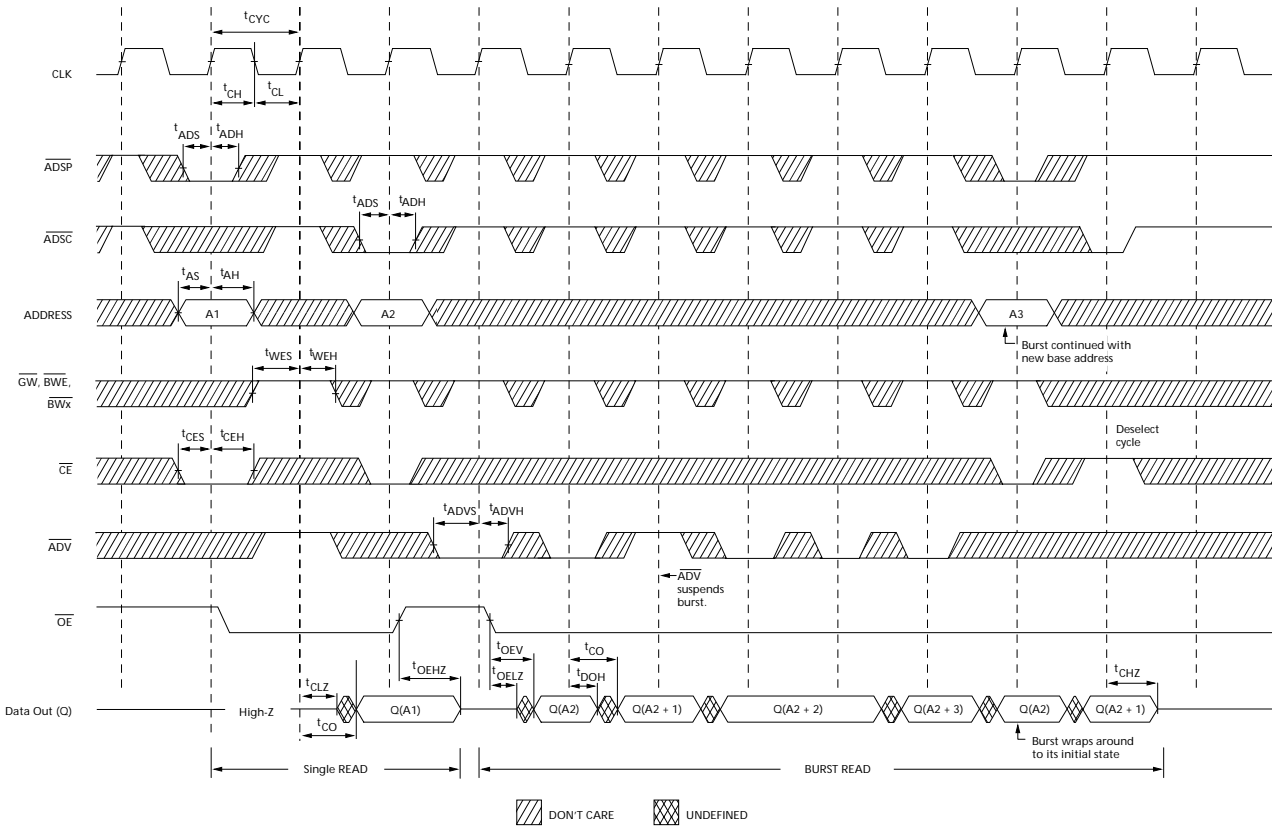 tCYC
CLK
tCH
tCL
tADS
tADH
ADSP
tADS
tADH
ADSC
tAS
tAH
ADDRESS
A1
A2
A3
Burst continued with
new base address
tWES
tWEH
GW, BWE,
BWx
Deselect
cycle
tCES
tCEH
CE
tADVS
tADVH
ADV
ADV
suspends
burst.
OE
tOEV
tCO
tOEHZ
tOELZ
tDOH
tCHZ
tCLZ
Data Out (Q)
High-Z
Q(A1)
Q(A2)
Q(A2 + 1)
Q(A2 + 2)
Q(A2 + 3)
Q(A2)
Q(A2 + 1)
tCO
Burst wraps around
to its initial state
Single READ
BURST READ
DON'T CARE
UNDEFINED